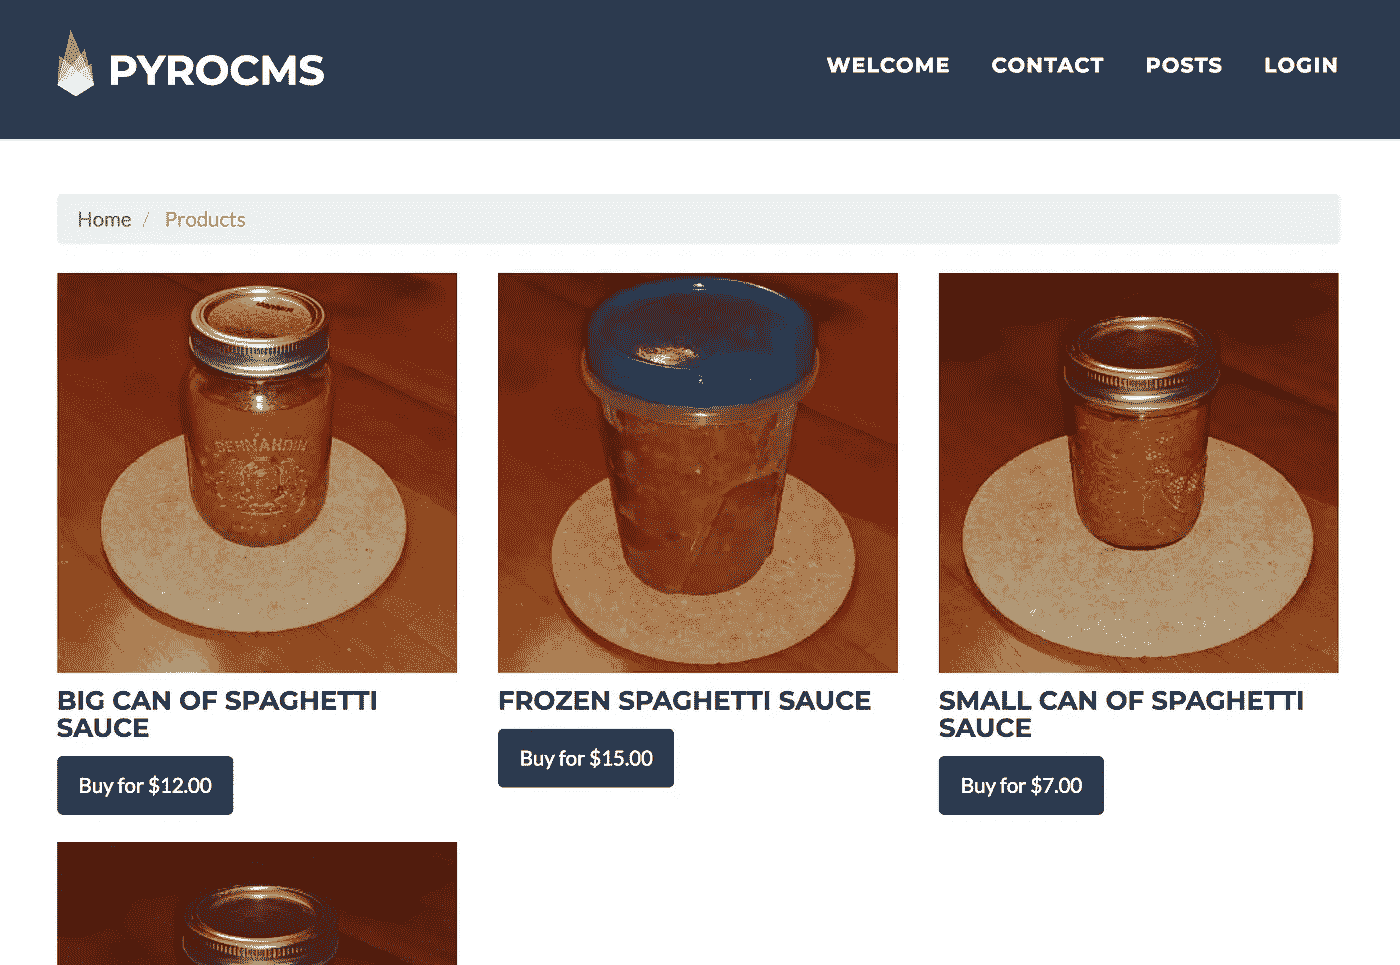 PYROCMS
WELCOME CONTACT POSTS LOGIN
Home / Products
BERNARDIN
BIG CAN OF SPAGHETTI
SAUCE
Buy for $12.00
FROZEN SPAGHETTI SAUCE
Buy for $15.00
SMALL CAN OF SPAGHETTI
SAUCE
Buy for $7.00